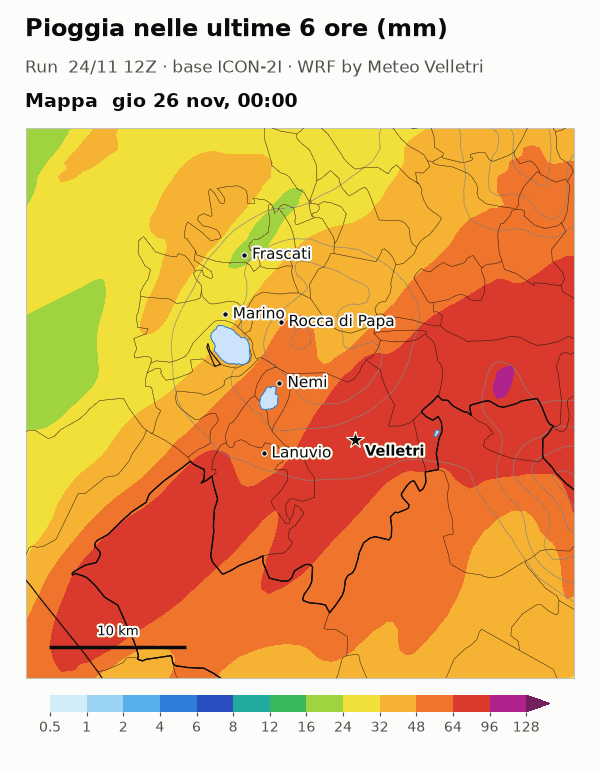 Pioggia nelle ultime 6 ore (mm)
Run 24/11 12Z · base ICON-2I · WRF by Meteo Velletri
Mappa gio 26 nov, 00:00
Frascati
Marino
Rocca di Papa
Nemi
Velletri
Lanuvio
10 km
0.5 1 2 4 6 8 12 16 24 32 48 64 96 128